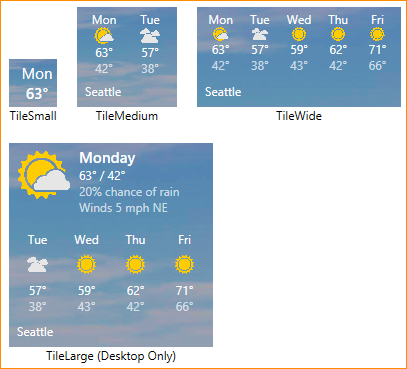 Mon
63°
TileSmall
Mon Tue
63° 57°
42° 38°
Seattle
TileMedium
Mon Tue Wed Thu Fri
63° 57° 59° 62° 71°
42° 38° 43° 42° 66°
Seattle
TileWide
Monday
63° / 42°
20% chance of rain
Winds 5 mph NE
Tue Wed Thu Fri
57° 59° 62° 71°
38° 43° 42° 66°
Seattle
TileLarge (Desktop Only)